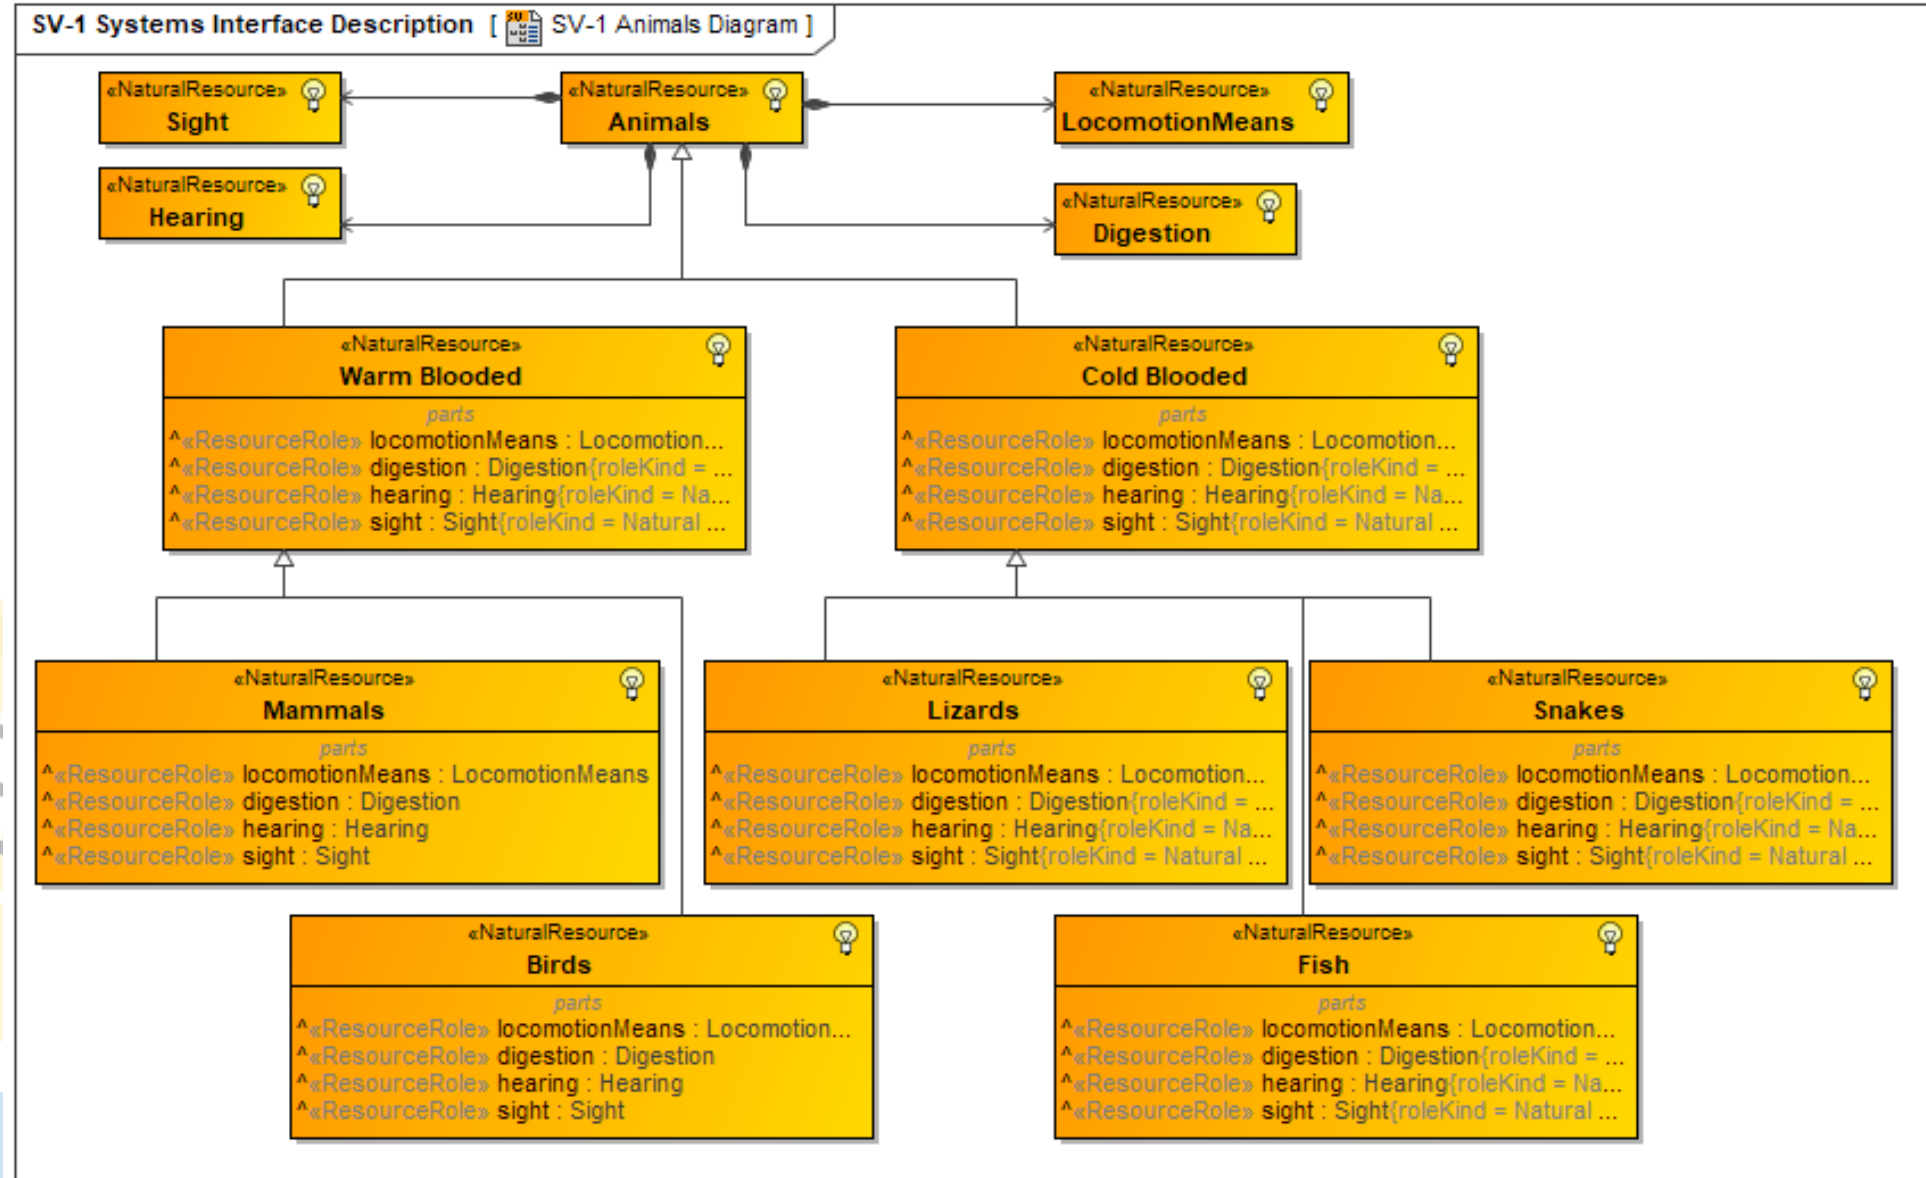 SV-1 Systems Interface Description [ SV-1 Animals Diagram ]
«NaturalResource»
Sight
«NaturalResource»
Animals
«NaturalResource»
LocomotionMeans
«NaturalResource»
Hearing
«NaturalResource»
Digestion
«NaturalResource»
Warm Blooded
parts
^«ResourceRole» locomotionMeans : Locomotion...
^«ResourceRole» digestion : Digestion{roleKind = ...
^«ResourceRole» hearing : Hearing{roleKind = Na...
^«ResourceRole» sight : Sight{roleKind = Natural ...
«NaturalResource»
Cold Blooded
parts
^«ResourceRole» locomotionMeans : Locomotion...
^«ResourceRole» digestion : Digestion{roleKind = ...
^«ResourceRole» hearing : Hearing{roleKind = Na...
^«ResourceRole» sight : Sight{roleKind = Natural ...
«NaturalResource»
Mammals
parts
^«ResourceRole» locomotionMeans : LocomotionMeans
^«ResourceRole» digestion : Digestion
^«ResourceRole» hearing : Hearing
^«ResourceRole» sight : Sight
«NaturalResource»
Lizards
parts
^«ResourceRole» locomotionMeans : Locomotion...
^«ResourceRole» digestion : Digestion{roleKind = ...
^«ResourceRole» hearing : Hearing{roleKind = Na...
^«ResourceRole» sight : Sight{roleKind = Natural ...
«NaturalResource»
Snakes
parts
^«ResourceRole» locomotionMeans : Locomotion...
^«ResourceRole» digestion : Digestion{roleKind = ...
^«ResourceRole» hearing : Hearing{roleKind = Na...
^«ResourceRole» sight : Sight{roleKind = Natural ...
«NaturalResource»
Birds
parts
^«ResourceRole» locomotionMeans : Locomotion...
^«ResourceRole» digestion : Digestion
^«ResourceRole» hearing : Hearing
^«ResourceRole» sight : Sight
«NaturalResource»
Fish
parts
^«ResourceRole» locomotionMeans : Locomotion...
^«ResourceRole» digestion : Digestion{roleKind = ...
^«ResourceRole» hearing : Hearing{roleKind = Na...
^«ResourceRole» sight : Sight{roleKind = Natural ...